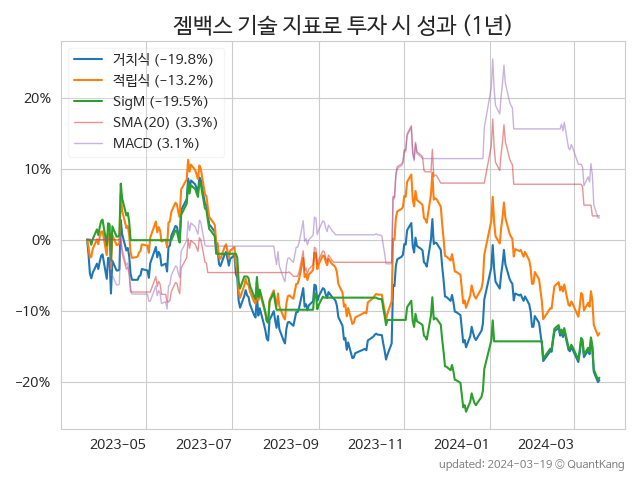 젬백스 기술 지표로 투자 시 성과 (1년)
거치식 (−19.8%)
적립식 (−13.2%)
SigM (−19.5%)
SMA(20) (3.3%)
MACD (3.1%)
20%
10%
0%
−10%
−20%
2023-05 2023-07 2023-09 2023-11 2024-01 2024-03
updated: 2024-03-19 © QuantKang